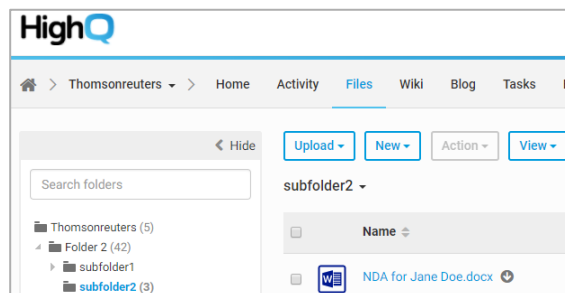 HighQ
Thomsonreuters Home Activity Files Wiki Blog Tasks
Hide
Upload New Action View
Search folders
subfolder2
Thomsonreuters (5)
Name
Folder 2 (42)
subfolder1
NDA for Jane Doe.docx
subfolder2 (3)